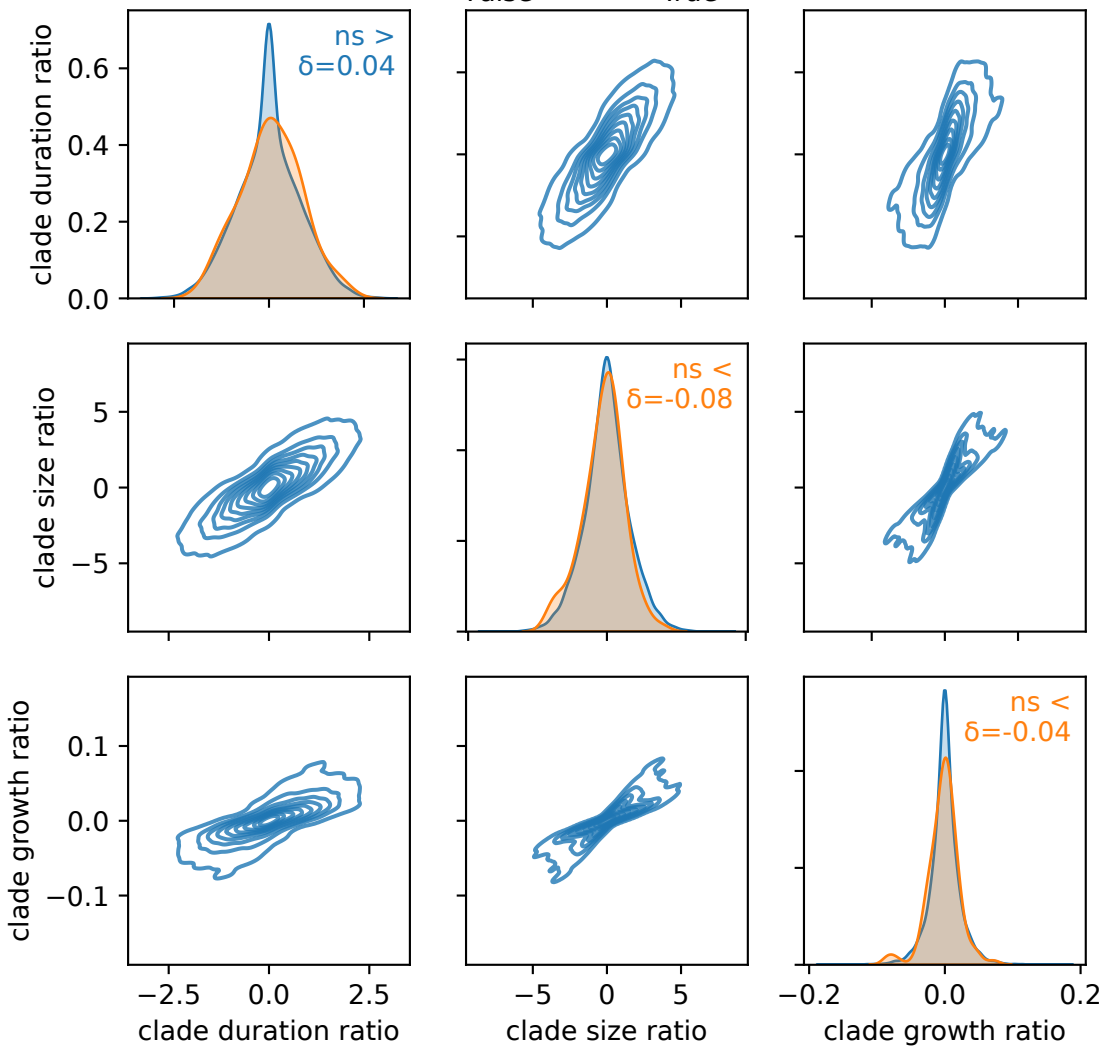 clade duration ratio
0.6
0.4
0.2
0.0
ns >
δ=0.04
clade size ratio
5
0
−5
ns <
δ=-0.08
clade growth ratio
0.1
0.0
−0.1
ns <
δ=-0.04
−2.5 0.0 2.5
−5 0 5
−0.2 0.0 0.2
clade duration ratio
clade size ratio
clade growth ratio